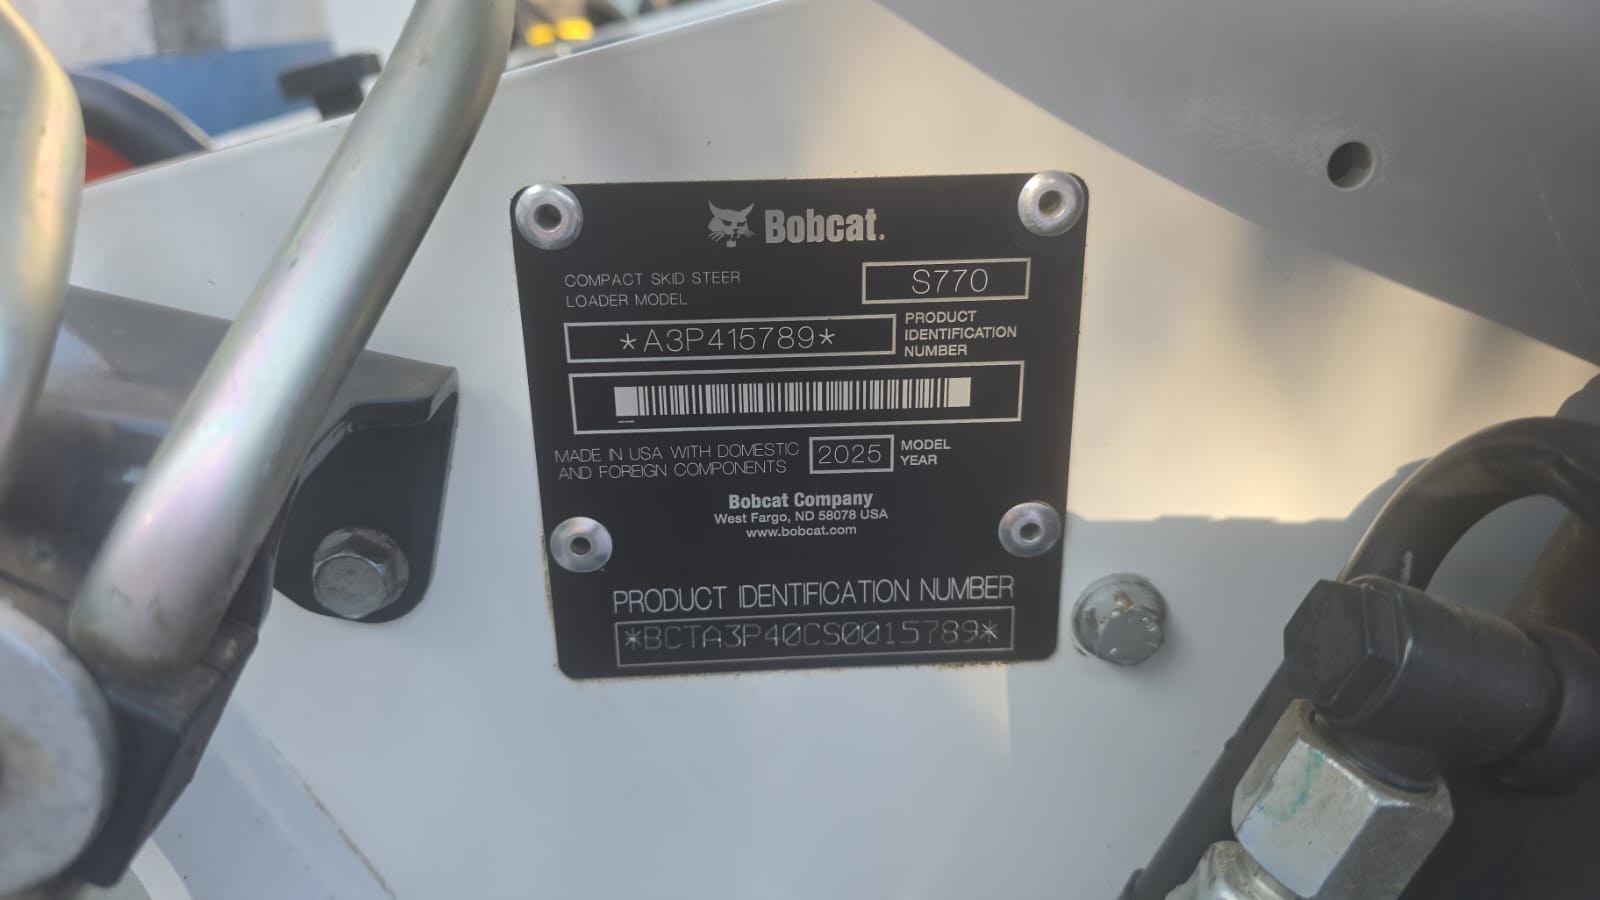 Bobcat.
COMPACT SKID STEER
LOADER MODEL
S770
*A3P415789*
PRODUCT
IDENTIFICATION
NUMBER
MADE IN USA WITH DOMESTIC
AND FOREIGN COMPONENTS
2025
MODEL
YEAR
Bobcat Company
West Fargo, ND 58078 USA
www.bobcat.com
PRODUCT IDENTIFICATION NUMBER
*BCTA3P40CS0015789*